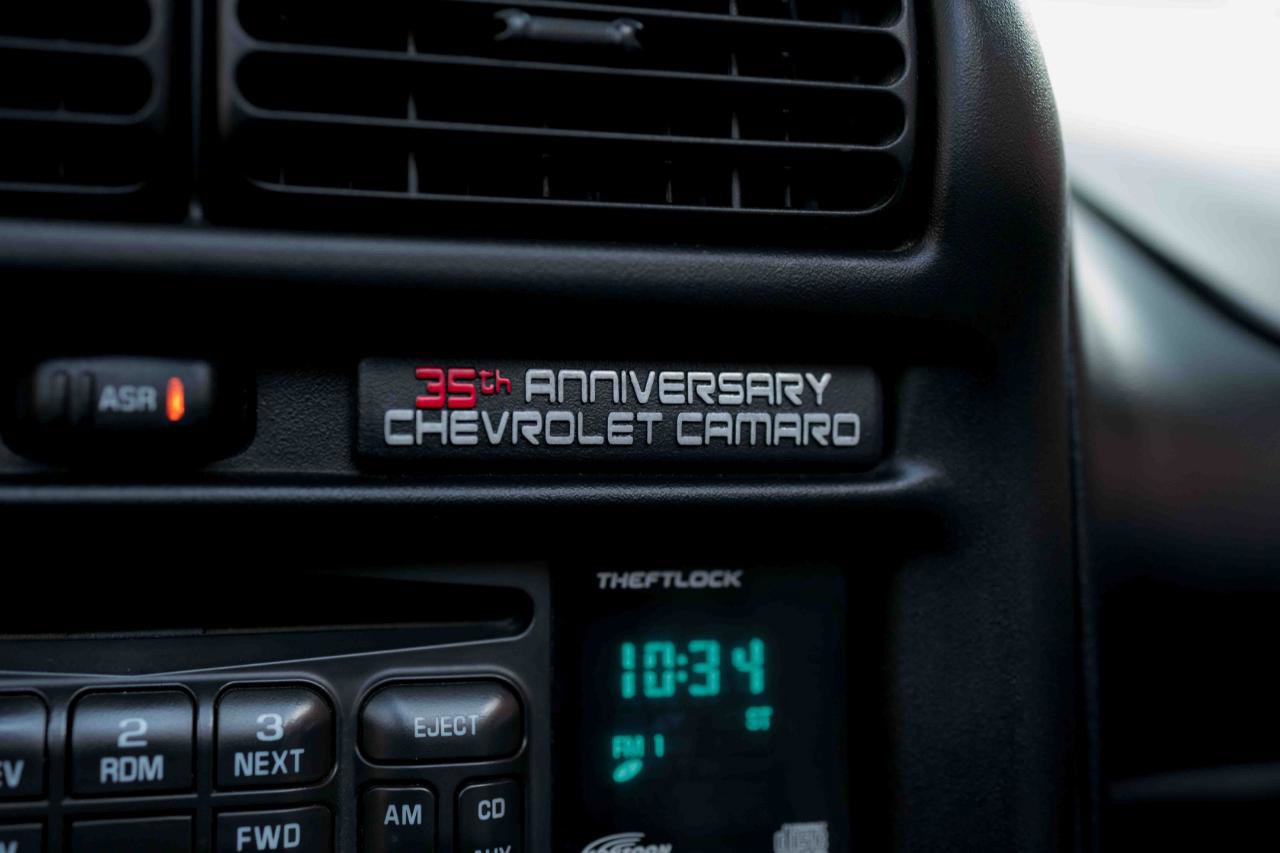 ASR
35th ANNIVERSARY
CHEVROLET CAMARO
THEFTLOCK
10:34
ST
FM 1
2
RDM
3
NEXT
EJECT
AM
CD
FWD